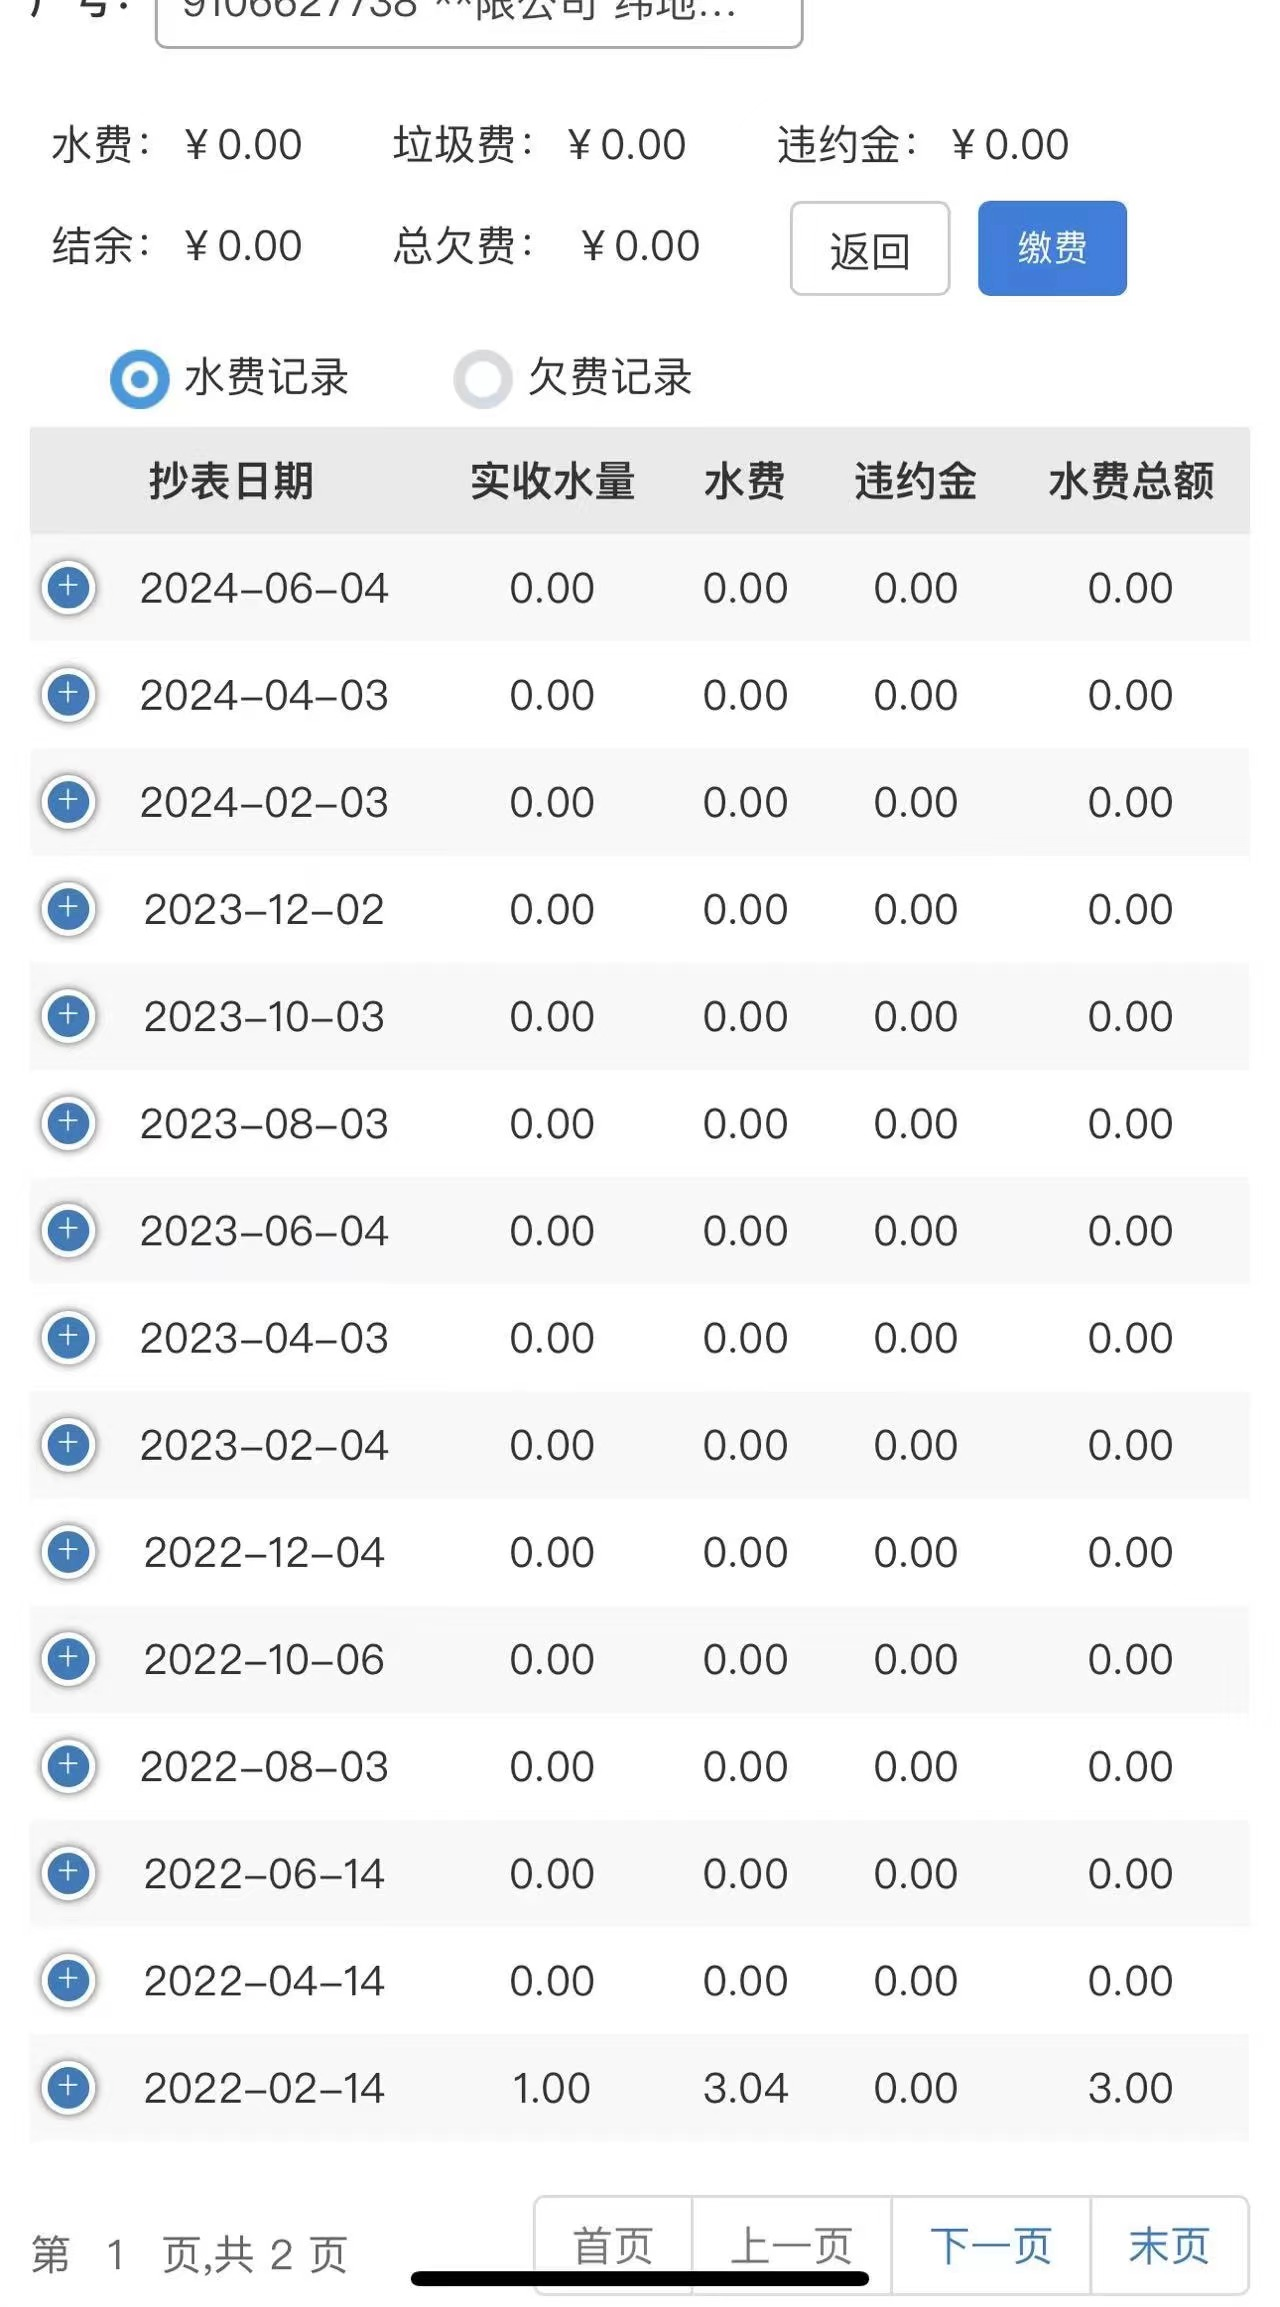 户号： 9106627738 **限公司 纬地...
水费： ￥0.00 垃圾费： ￥0.00 违约金： ￥0.00
结余： ￥0.00 总欠费： ￥0.00 返回 缴费
水费记录 欠费记录
抄表日期 实收水量 水费 违约金 水费总额
2024-06-04 0.00 0.00 0.00 0.00
2024-04-03 0.00 0.00 0.00 0.00
2024-02-03 0.00 0.00 0.00 0.00
2023-12-02 0.00 0.00 0.00 0.00
2023-10-03 0.00 0.00 0.00 0.00
2023-08-03 0.00 0.00 0.00 0.00
2023-06-04 0.00 0.00 0.00 0.00
2023-04-03 0.00 0.00 0.00 0.00
2023-02-04 0.00 0.00 0.00 0.00
2022-12-04 0.00 0.00 0.00 0.00
2022-10-06 0.00 0.00 0.00 0.00
2022-08-03 0.00 0.00 0.00 0.00
2022-06-14 0.00 0.00 0.00 0.00
2022-04-14 0.00 0.00 0.00 0.00
2022-02-14 1.00 3.04 0.00 3.00
第 1 页,共 2 页 首页 上一页 下一页 末页